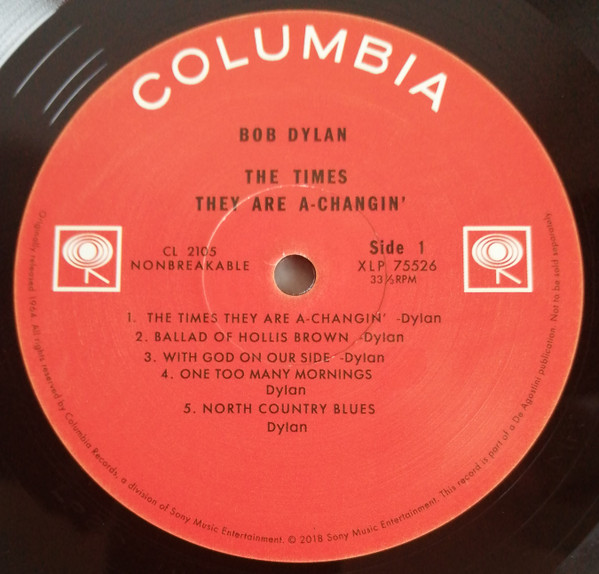 COLUMBIA
BOB DYLAN
THE TIMES
THEY ARE A-CHANGIN'
CL 2105
NONBREAKABLE
Side 1
XLP 75526
33 ⅓ RPM
1. THE TIMES THEY ARE A-CHANGIN' -Dylan
2. BALLAD OF HOLLIS BROWN -Dylan
3. WITH GOD ON OUR SIDE -Dylan
4. ONE TOO MANY MORNINGS
Dylan
5. NORTH COUNTRY BLUES
Dylan
Originally released 1964. All rights reserved by Columbia Records, a division of Sony Music Entertainment. © 2018 Sony Music Entertainment. This record is part of a De Agostini publication. Not to be sold separately.